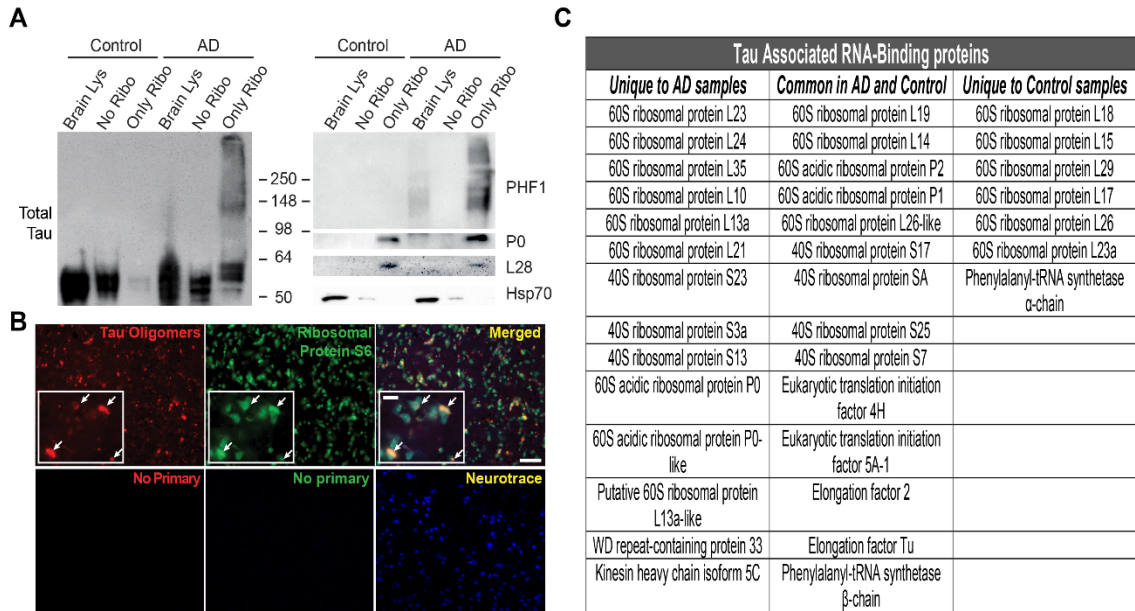 A
Control
AD
Brain Lys
No Ribo
Only Ribo
Brain Lys
No Ribo
Only Ribo
Total
Tau
250
148
98
64
50
Control
AD
Brain Lys
No Ribo
Only Ribo
Brain Lys
No Ribo
Only Ribo
PHF1
P0
L28
Hsp70
B
Tau Oligomers
Ribosomal
Protein-S6
Merged
No Primary
No primary
Neurotrace
C
Tau Associated RNA-Binding proteins
Unique to AD samples Common in AD and Control Unique to Control samples
60S ribosomal protein L23 60S ribosomal protein L19 60S ribosomal protein L18
60S ribosomal protein L24 60S ribosomal protein L14 60S ribosomal protein L15
60S ribosomal protein L35 60S acidic ribosomal protein P2 60S ribosomal protein L29
60S ribosomal protein L10 60S acidic ribosomal protein P1 60S ribosomal protein L17
60S ribosomal protein L13a 60S ribosomal protein L26-like 60S ribosomal protein L26
60S ribosomal protein L21 40S ribosomal S17 60S ribosomal protein L23a
40S ribosomal protein S23 40S ribosomal protein SA Phenylalanyl-tRNA synthetase
α-chain
40S ribosomal protein S3a 40S ribosomal protein S25
40S ribosomal protein S13 40S ribosomal protein S7
60S acidic ribosomal protein P0 Eukaryotic translation initiation
factor 4H
60S acidic ribosomal protein P0- Eukaryotic translation initiation
like factor 5A-1
Putative 60S ribosomal protein Elongation factor 2
L13a-like
WD repeat-containing protein 33 Elongation factor Tu
Kinesin heavy chain isoform 5C Phenylalanyl-tRNA synthetase
β-chain